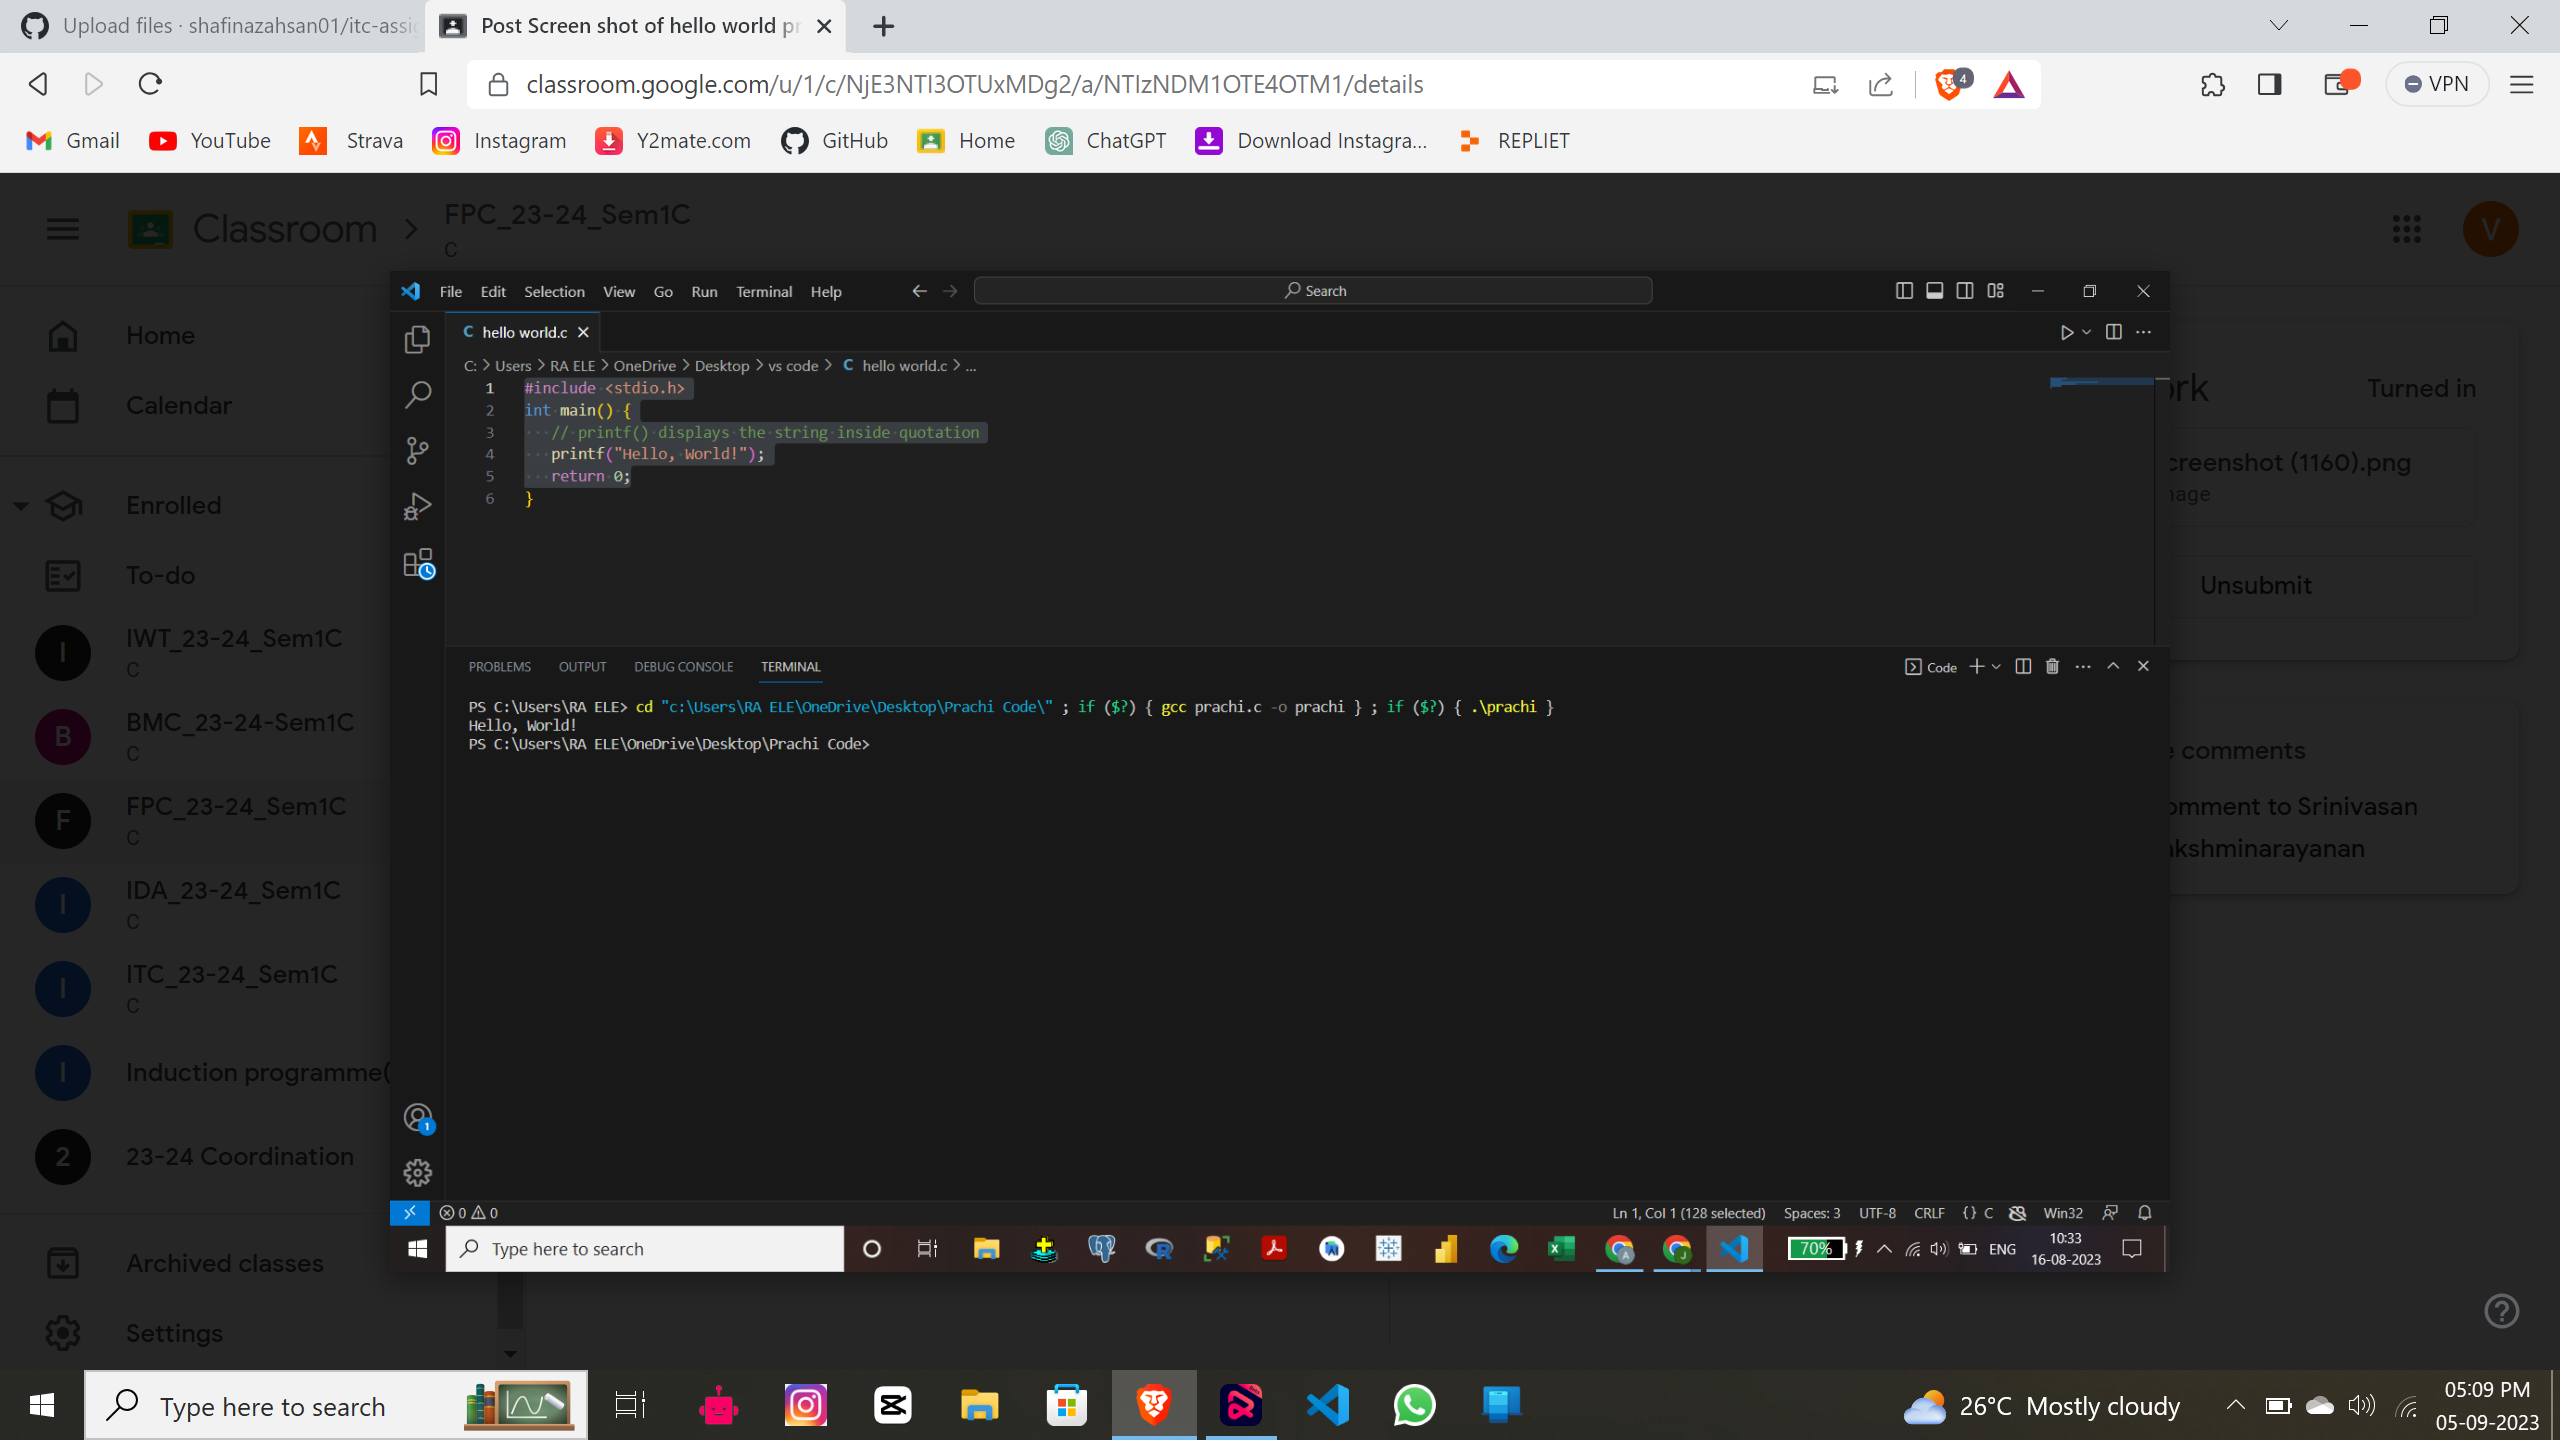 Upload files · shafinazahsan01/itc-assig
Post Screen shot of hello world pr
classroom.google.com/u/1/c/NjE3NTI3OTUxMDg2/a/NTIzNDM1OTE4OTM1/details
4
VPN
Gmail
YouTube
Strava
Instagram
Y2mate.com
GitHub
Home
ChatGPT
Download Instagra...
REPLIET
Classroom
FPC_23-24_Sem1C
C
V
Home
Calendar
Enrolled
To-do
I
IWT_23-24_Sem1C
C
B
BMC_23-24-Sem1C
C
F
FPC_23-24_Sem1C
C
I
IDA_23-24_Sem1C
C
I
ITC_23-24_Sem1C
C
I
Induction programme(
2
23-24 Coordination
Archived classes
Settings
File Edit Selection View Go Run Terminal Help
Search
C hello world.c
C: > Users > RA ELE > OneDrive > Desktop > vs code > C hello world.c > ...
1 #include <stdio.h>
2 int main() {
3 // printf() displays the string inside quotation
4 printf("Hello, World!");
5 return 0;
6 }
PROBLEMS OUTPUT DEBUG CONSOLE TERMINAL
Code
PS C:\Users\RA ELE> cd "c:\Users\RA ELE\OneDrive\Desktop\Prachi Code\" ; if ($?) { gcc prachi.c -o prachi } ; if ($?) { .\prachi }
Hello, World!
PS C:\Users\RA ELE\OneDrive\Desktop\Prachi Code>
1
0 0
Ln 1, Col 1 (128 selected) Spaces: 3 UTF-8 CRLF {} C Win32
Type here to search
70%
ENG
10:33
16-08-2023
ork
Turned in
creenshot (1160).png
nage
Unsubmit
e comments
omment to Srinivasan
akshminarayanan
Type here to search
26°C Mostly cloudy
05:09 PM
05-09-2023